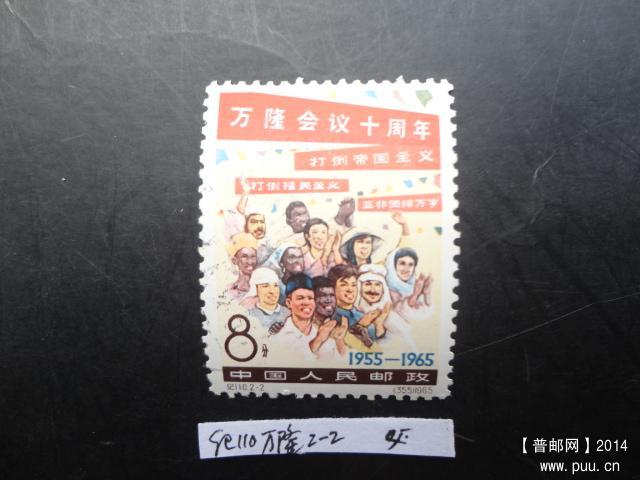 万隆会议十周年
打倒帝国主义
打倒殖民主义
亚非团结万岁
8分
1955—1965
中国人民邮政
纪110.2-2 (355)1965
纪110万隆2-2
【普邮网】2014
www.puu.cn